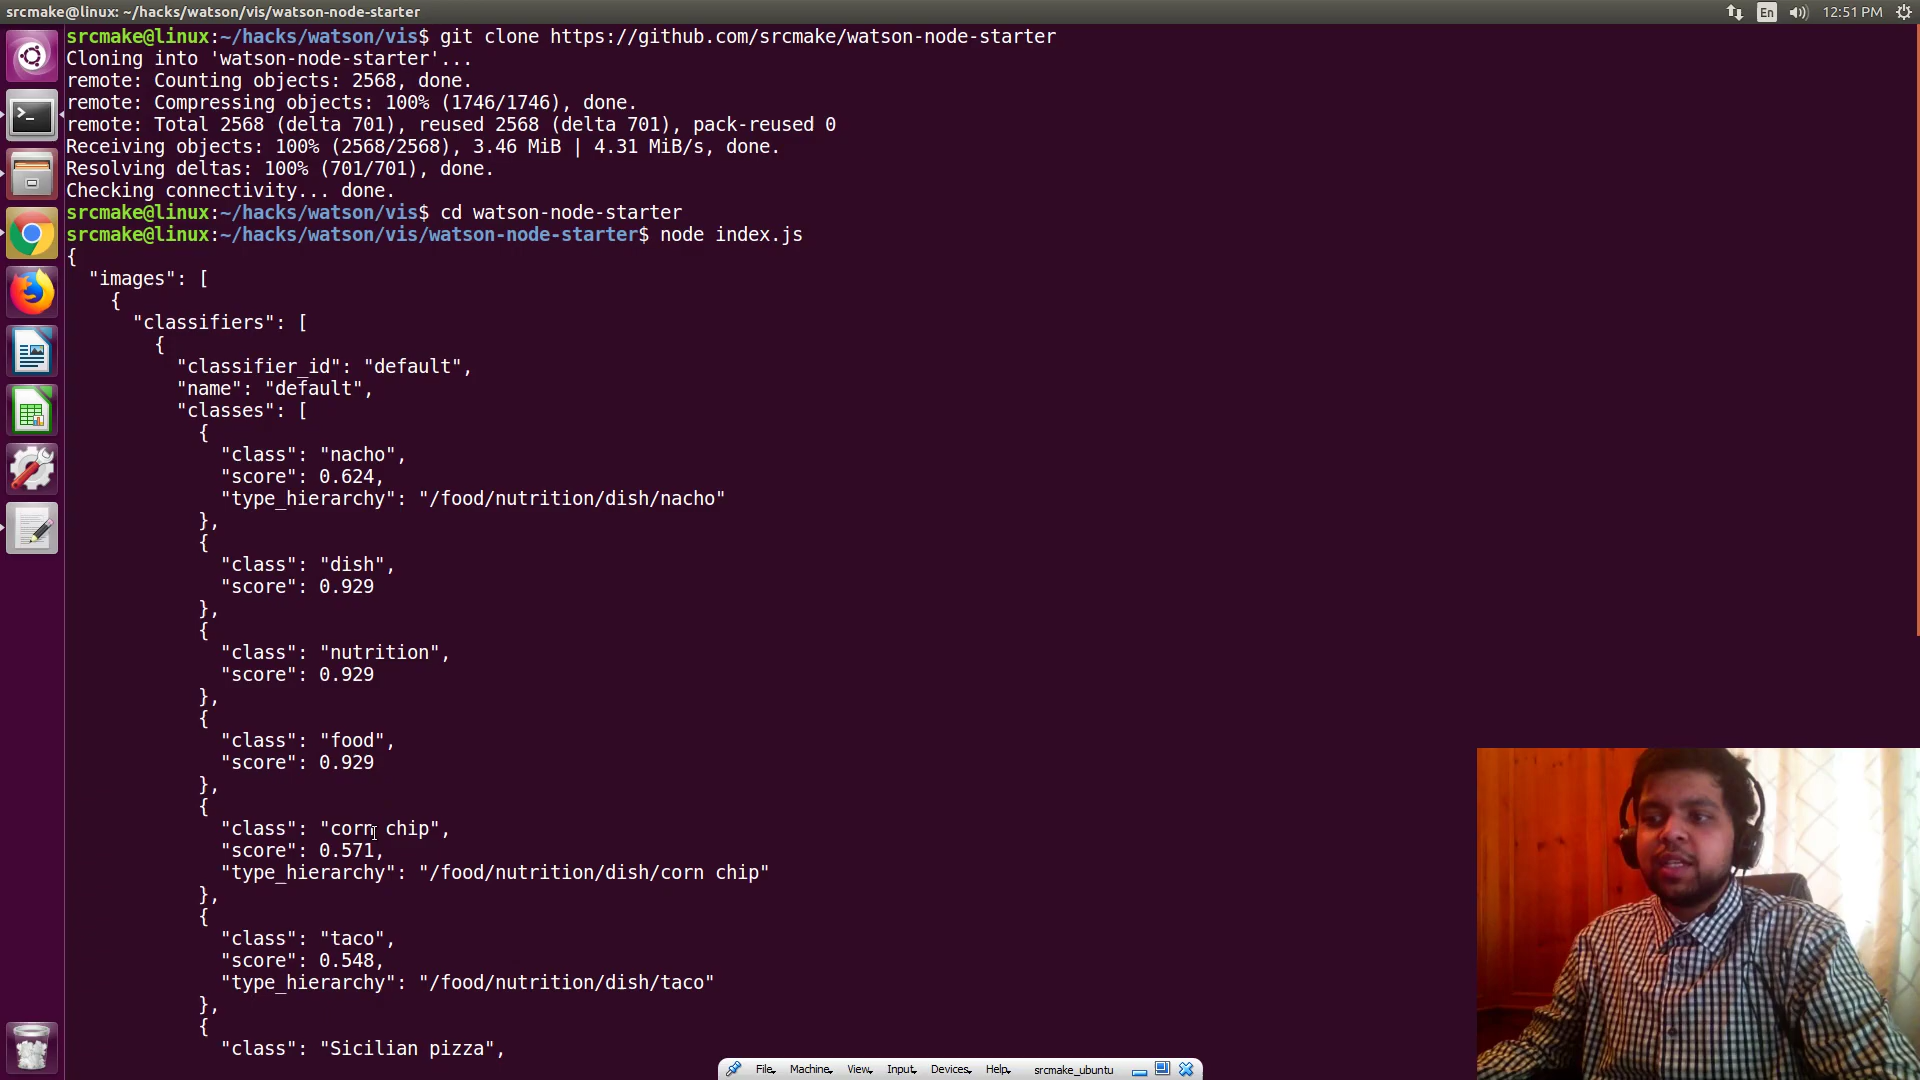 srcmake@linux: ~/hacks/watson/vis/watson-node-starter
En
12:51 PM
srcmake@linux:~/hacks/watson/vis$ git clone https://github.com/srcmake/watson-node-starter
Cloning into 'watson-node-starter'...
remote: Counting objects: 2568, done.
remote: Compressing objects: 100% (1746/1746), done.
remote: Total 2568 (delta 701), reused 2568 (delta 701), pack-reused 0
Receiving objects: 100% (2568/2568), 3.46 MiB | 4.31 MiB/s, done.
Resolving deltas: 100% (701/701), done.
Checking connectivity... done.
srcmake@linux:~/hacks/watson/vis$ cd watson-node-starter
srcmake@linux:~/hacks/watson/vis/watson-node-starter$ node index.js
{
"images": [
{
"classifiers": [
{
"classifier_id": "default",
"name": "default",
"classes": [
{
"class": "nacho",
"score": 0.624,
"type_hierarchy": "/food/nutrition/dish/nacho"
},
{
"class": "dish",
"score": 0.929
},
{
"class": "nutrition",
"score": 0.929
},
{
"class": "food",
"score": 0.929
},
{
"class": "corn chip",
"score": 0.571,
"type_hierarchy": "/food/nutrition/dish/corn chip"
},
{
"class": "taco",
"score": 0.548,
"type_hierarchy": "/food/nutrition/dish/taco"
},
{
"class": "Sicilian pizza",
File Machine View Input Devices Help srcmake_ubuntu